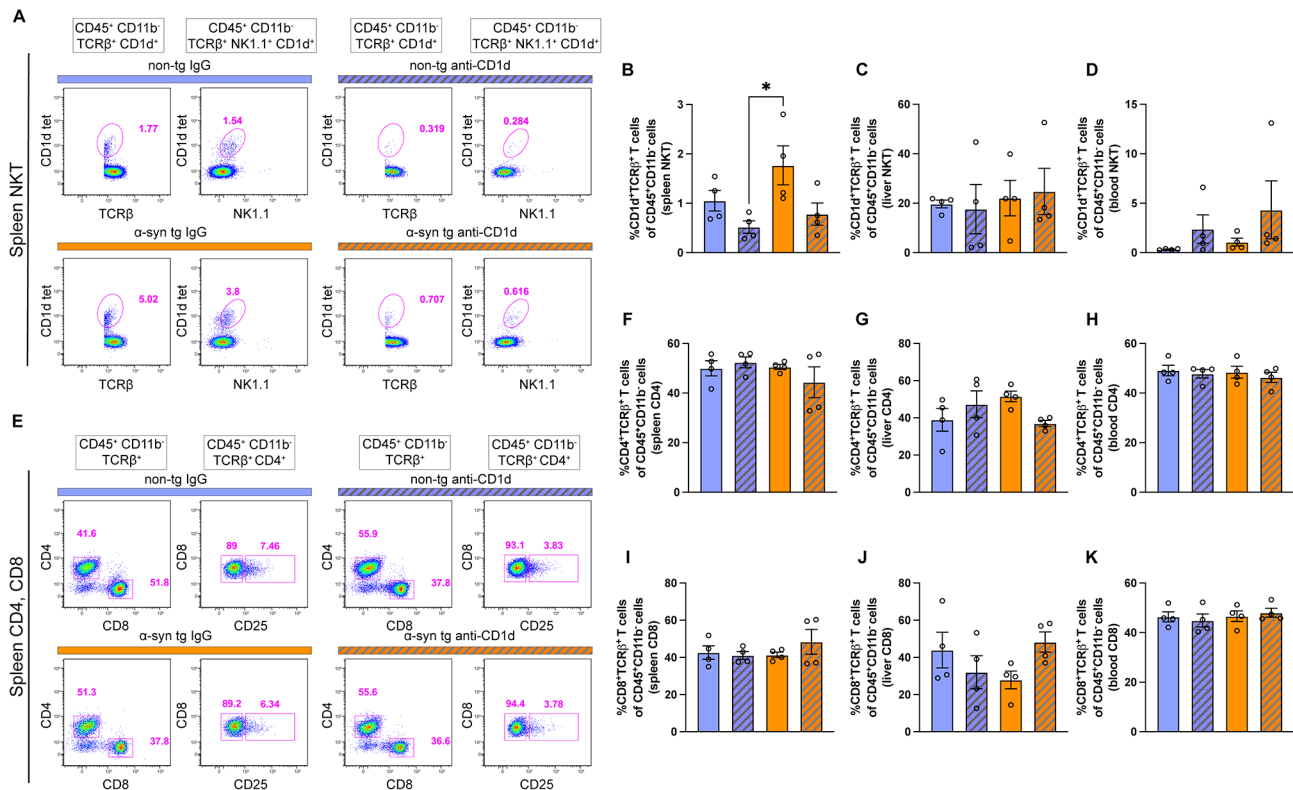 A
Spleen NKT
CD45⁺ CD11b⁻
TCRβ⁺ CD1d⁺
CD45⁺ CD11b⁻
TCRβ⁺ NK1.1⁺ CD1d⁺
CD45⁺ CD11b⁻
TCRβ⁺ CD1d⁺
CD45⁺ CD11b⁻
TCRβ⁺ NK1.1⁺ CD1d⁺
non-tg IgG
non-tg anti-CD1d
CD1d tet
1.77
TCRβ
CD1d tet
1.54
NK1.1
CD1d tet
0.319
TCRβ
CD1d tet
0.284
NK1.1
α-syn tg IgG
α-syn tg anti-CD1d
CD1d tet
5.02
TCRβ
CD1d tet
3.8
NK1.1
CD1d tet
0.707
TCRβ
CD1d tet
0.616
NK1.1
B
%CD1d⁺TCRβ⁺ T cells
of CD45⁺CD11b⁻ cells
(spleen NKT)
3
2
1
0
*
C
%CD1d⁺TCRβ⁺ T cells
of CD45⁺CD11b⁻ cells
(liver NKT)
60
40
20
0
D
%CD1d⁺TCRβ⁺ T cells
of CD45⁺CD11b⁻ cells
(blood NKT)
15
10
5
0
E
Spleen CD4, CD8
CD45⁺ CD11b⁻
TCRβ⁺
CD45⁺ CD11b⁻
TCRβ⁺ CD4⁺
CD45⁺ CD11b⁻
TCRβ⁺
CD45⁺ CD11b⁻
TCRβ⁺ CD4⁺
non-tg IgG
non-tg anti-CD1d
CD4
41.6
51.8
CD8
CD8
89
7.46
CD25
CD4
55.9
37.8
CD8
CD8
93.1
3.83
CD25
α-syn tg IgG
α-syn tg anti-CD1d
CD4
51.3
37.8
CD8
CD8
89.2
6.34
CD25
CD4
55.6
36.6
CD8
CD8
94.4
3.78
CD25
F
%CD4⁺TCRβ⁺ T cells
of CD45⁺CD11b⁻ cells
(spleen CD4)
60
40
20
0
G
%CD4⁺TCRβ⁺ T cells
of CD45⁺CD11b⁻ cells
(liver CD4)
80
60
40
20
0
H
%CD4⁺TCRβ⁺ T cells
of CD45⁺CD11b⁻ cells
(blood CD4)
60
40
20
0
I
%CD8⁺TCRβ⁺ T cells
of CD45⁺CD11b⁻ cells
(spleen CD8)
80
60
40
20
0
J
%CD8⁺TCRβ⁺ T cells
of CD45⁺CD11b⁻ cells
(liver CD8)
80
60
40
20
0
K
%CD8⁺TCRβ⁺ T cells
of CD45⁺CD11b⁻ cells
(blood CD8)
60
40
20
0